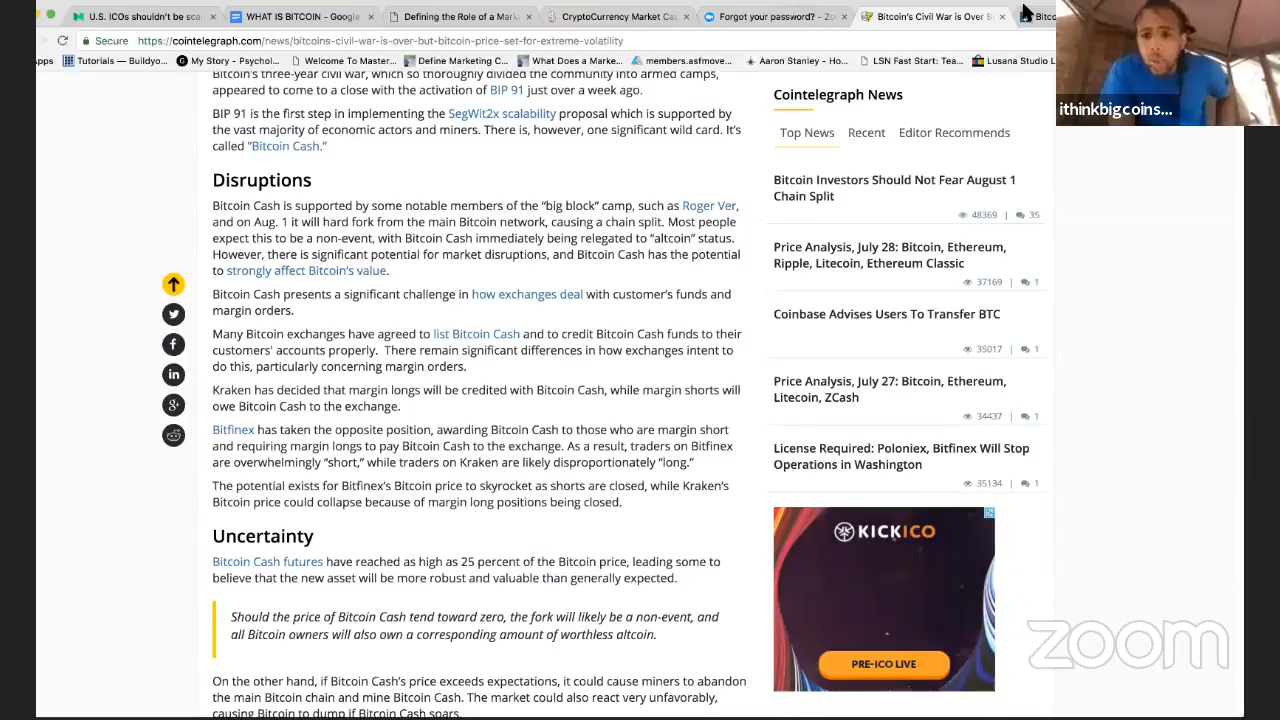 U.S. ICOs shouldn't be sca
WHAT IS BITCOIN - Google
Defining the Role of a Marke
CryptoCurrency Market Ca
Forgot your password? - Zo
Bitcoin's Civil War is Over B
Bitco
Secure https://cointelegraph.com/news/bitcoins-civil-war-is-over-but-bitcoin-price-set-for-extreme-volatility
Apps Tutorials — Buildyo... My Story - Psychol... Welcome To Master... Define Marketing C... What Does a Marke... members.asfmove... Aaron Stanley - Ho... LSN Fast Start: Tea... Lusana Studio L
ithinkbigcoins...
Bitcoin's three-year civil war, which so thoroughly divided the community into armed camps,
appeared to come to a close with the activation of BIP 91 just over a week ago.
BIP 91 is the first step in implementing the SegWit2x scalability proposal which is supported by
the vast majority of economic actors and miners. There is, however, one significant wild card. It's
called "Bitcoin Cash."
Disruptions
Bitcoin Cash is supported by some notable members of the “big block” camp, such as Roger Ver,
and on Aug. 1 it will hard fork from the main Bitcoin network, causing a chain split. Most people
expect this to be a non-event, with Bitcoin Cash immediately being relegated to “altcoin” status.
However, there is significant potential for market disruptions, and Bitcoin Cash has the potential
to strongly affect Bitcoin's value.
Bitcoin Cash presents a significant challenge in how exchanges deal with customer's funds and
margin orders.
Many Bitcoin exchanges have agreed to list Bitcoin Cash and to credit Bitcoin Cash funds to their
customers' accounts properly. There remain significant differences in how exchanges intent to
do this, particularly concerning margin orders.
Kraken has decided that margin longs will be credited with Bitcoin Cash, while margin shorts will
owe Bitcoin Cash to the exchange.
Bitfinex has taken the opposite position, awarding Bitcoin Cash to those who are margin short
and requiring margin longs to pay Bitcoin Cash to the exchange. As a result, traders on Bitfinex
are overwhelmingly “short,” while traders on Kraken are likely disproportionately “long.”
The potential exists for Bitfinex's Bitcoin price to skyrocket as shorts are closed, while Kraken's
Bitcoin price could collapse because of margin long positions being closed.
Uncertainty
Bitcoin Cash futures have reached as high as 25 percent of the Bitcoin price, leading some to
believe that the new asset will be more robust and valuable than generally expected.
Should the price of Bitcoin Cash tend toward zero, the fork will likely be a non-event, and
all Bitcoin owners will also own a corresponding amount of worthless altcoin.
On the other hand, if Bitcoin Cash's price exceeds expectations, it could cause miners to abandon
the main Bitcoin chain and mine Bitcoin Cash. The market could also react very unfavorably,
causing Bitcoin to dump if Bitcoin Cash soars.
Cointelegraph News
Top News Recent Editor Recommends
Bitcoin Investors Should Not Fear August 1
Chain Split
48369 | 35
Price Analysis, July 28: Bitcoin, Ethereum,
Ripple, Litecoin, Ethereum Classic
37169 | 1
Coinbase Advises Users To Transfer BTC
35017 | 1
Price Analysis, July 27: Bitcoin, Ethereum,
Litecoin, ZCash
34437 | 1
License Required: Poloniex, Bitfinex Will Stop
Operations in Washington
35134 | 1
KICKICO
PRE-ICO LIVE
zoom